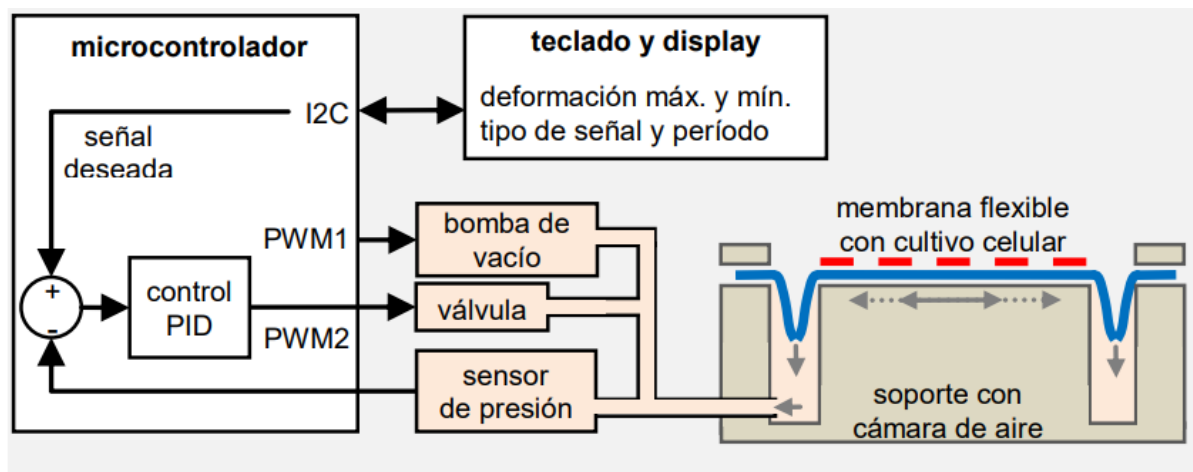 microcontrolador
I2C
señal
deseada
PWM1
+
-
control
PID
PWM2
teclado y display
deformación máx. y mín.
tipo de señal y período
bomba de
vacío
válvula
sensor
de presión
membrana flexible
con cultivo celular
soporte con
cámara de aire